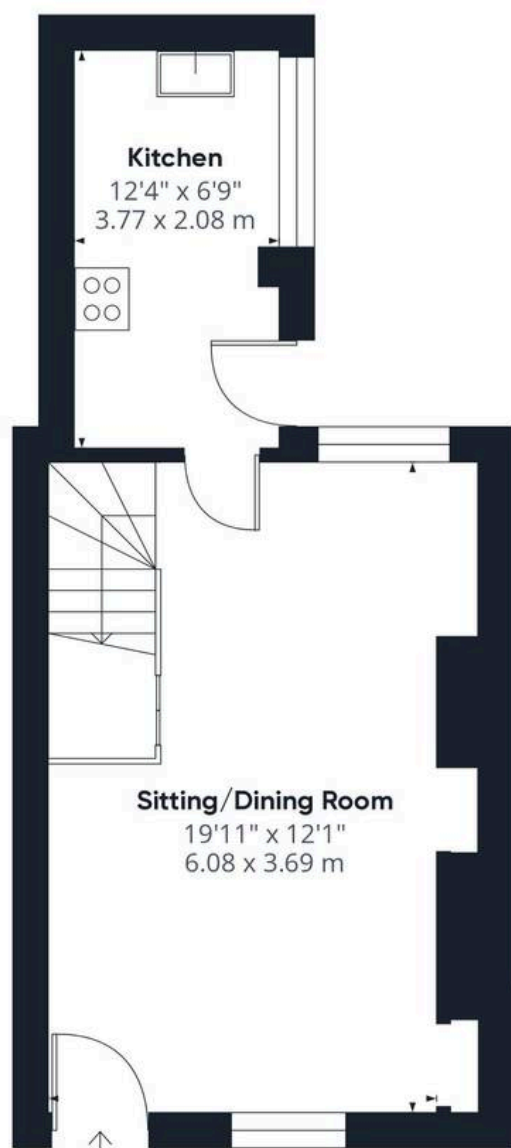 Kitchen
12'4" x 6'9"
3.77 x 2.08 m
Sitting/Dining Room
19'11" x 12'1"
6.08 x 3.69 m